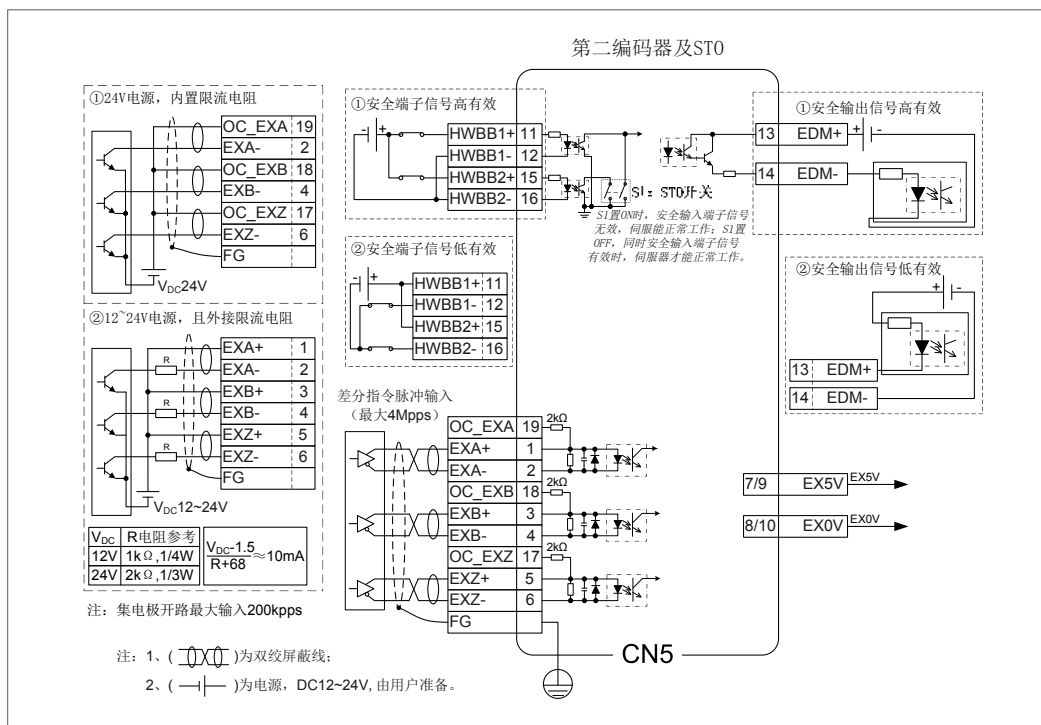 第二编码器及STO
①24V电源，内置限流电阻
OC_EXA 19
EXA- 2
OC_EXB 18
EXB- 4
OC_EXZ 17
EXZ- 6
FG
VDC24V
②12~24V电源，且外接限流电阻
EXA+ 1
R EXA- 2
EXB+ 3
R EXB- 4
EXZ+ 5
R EXZ- 6
FG
VDC12~24V
VDC R电阻参考
12V 1kΩ,1/4W
24V 2kΩ,1/3W
VDC-1.5
R+68
≈10mA
注：集电极开路最大输入200kpps
①安全端子信号高有效
- +
HWBB1+ 11
HWBB1- 12
HWBB2+ 15
HWBB2- 16
S1：STO开关
S1置ON时，安全输入端子信号
无效，伺服能正常工作；S1置
OFF，同时安全输入端子信号
有效时，伺服器才能正常工作。
②安全端子信号低有效
- +
HWBB1+ 11
HWBB1- 12
HWBB2+ 15
HWBB2- 16
差分指令脉冲输入
（最大4Mpps）
OC_EXA 19 2kΩ
EXA+ 1
EXA- 2
OC_EXB 18 2kΩ
EXB+ 3
EXB- 4
OC_EXZ 17 2kΩ
EXZ+ 5
EXZ- 6
FG
①安全输出信号高有效
13 EDM+ + -
14 EDM-
②安全输出信号低有效
+ -
13 EDM+
14 EDM-
7/9 EX5V EX5V
8/10 EX0V EX0V
CN5
注：1、( )为双绞屏蔽线；
2、( )为电源，DC12~24V,由用户准备。